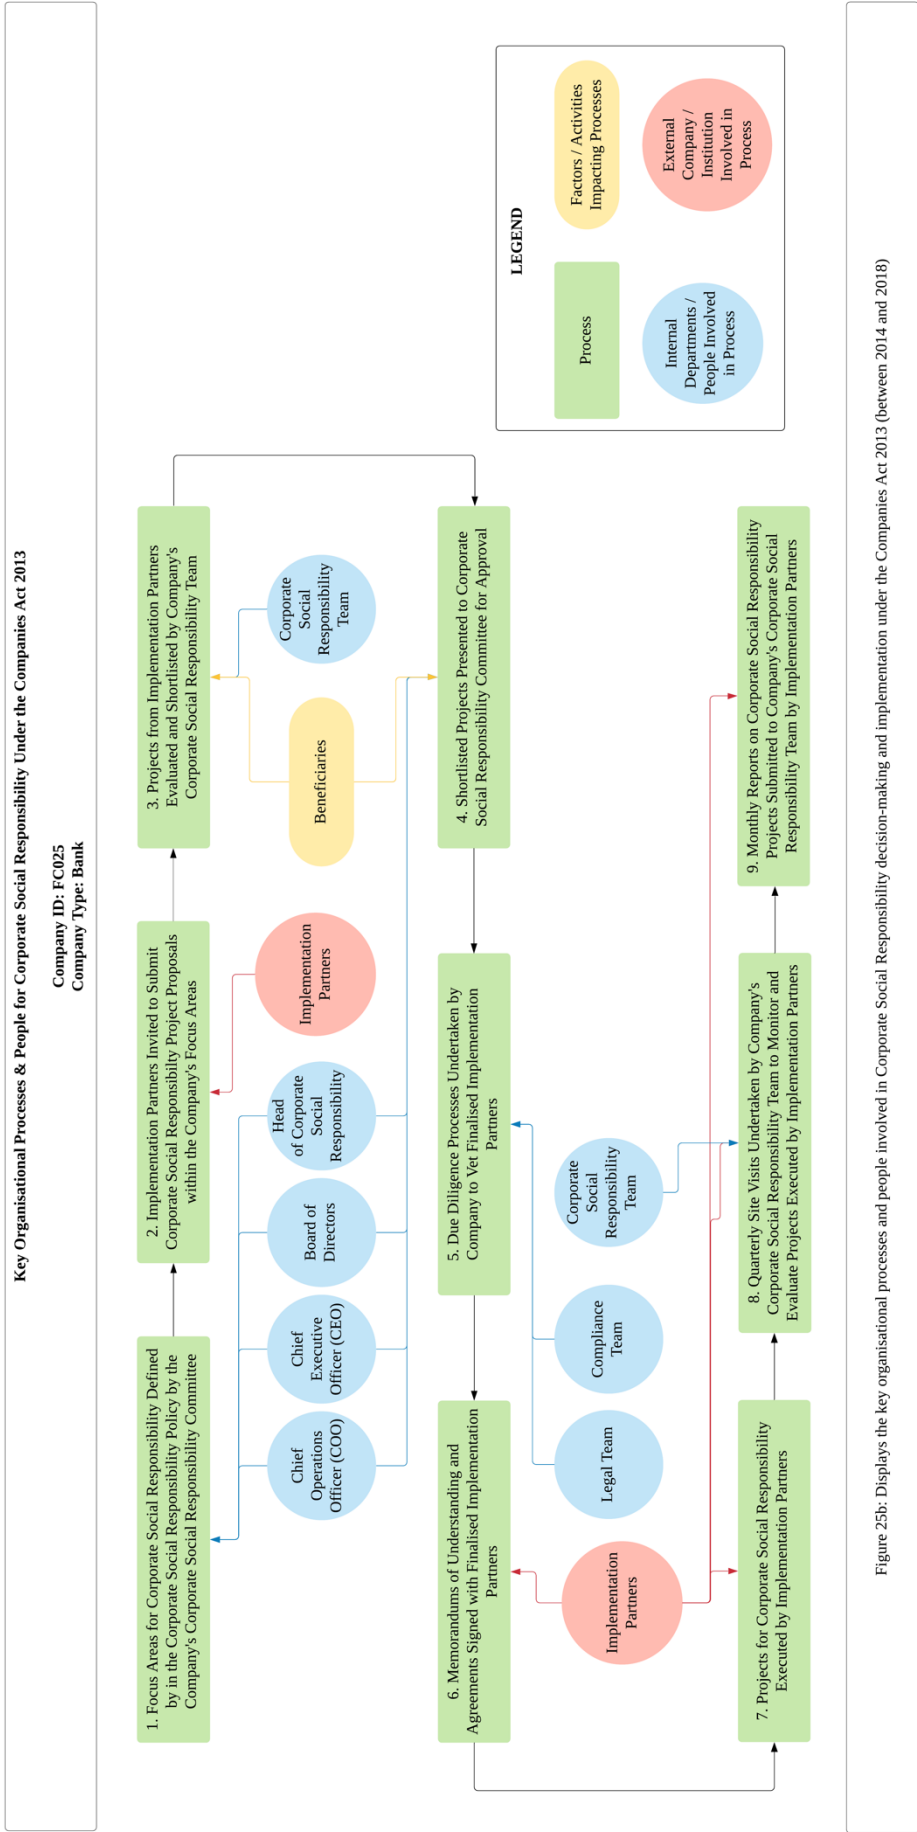 Key Organisational Processes & People for Corporate Social Responsibility Under the Companies Act 2013
Company ID: FC025
Company Type: Bank
1. Focus Areas for Corporate Social Responsibility Defined
by in the Corporate Social Responsibility Policy by the
Company's Corporate Social Responsibility Committee
2. Implementation Partners Invited to Submit
Corporate Social Responsibilty Project Proposals
within the Company's Focus Areas
3. Projects from Implementation Partners
Evaluated and Shortlisted by Company's
Corporate Social Responsibility Team
Chief
Operations
Officer (COO)
Chief
Executive
Officer (CEO)
Board of
Directors
Head
of Corporate
Social
Responsibility
Implementation
Partners
Beneficiaries
Corporate
Social
Responsibility
Team
4. Shortlisted Projects Presented to Corporate
Social Responsibility Committee for Approval
5. Due Diligence Processes Undertaken by
Company to Vet Finalised Implementation
Partners
6. Memorandums of Understanding and
Agreements Signed with Finalised Implementation
Partners
Implementation
Partners
Legal Team
Compliance
Team
Corporate
Social
Responsibility
Team
7. Projects for Corporate Social Responsibility
Executed by Implementation Partners
8. Quarterly Site Visits Undertaken by Company's
Corporate Social Responsibility Team to Monitor and
Evaluate Projects Executed by Implementation Partners
9. Monthly Reports on Corporate Social Responsibility
Projects Submitted to Company's Corporate Social
Responsibility Team by Implementation Partners
LEGEND
Process
Factors / Activities
Impacting Processes
Internal
Departments /
People Involved
in Process
External
Company /
Institution
Involved in
Process
Figure 25b: Displays the key organisational processes and people involved in Corporate Social Responsibility decision-making and implementation under the Companies Act 2013 (between 2014 and 2018)